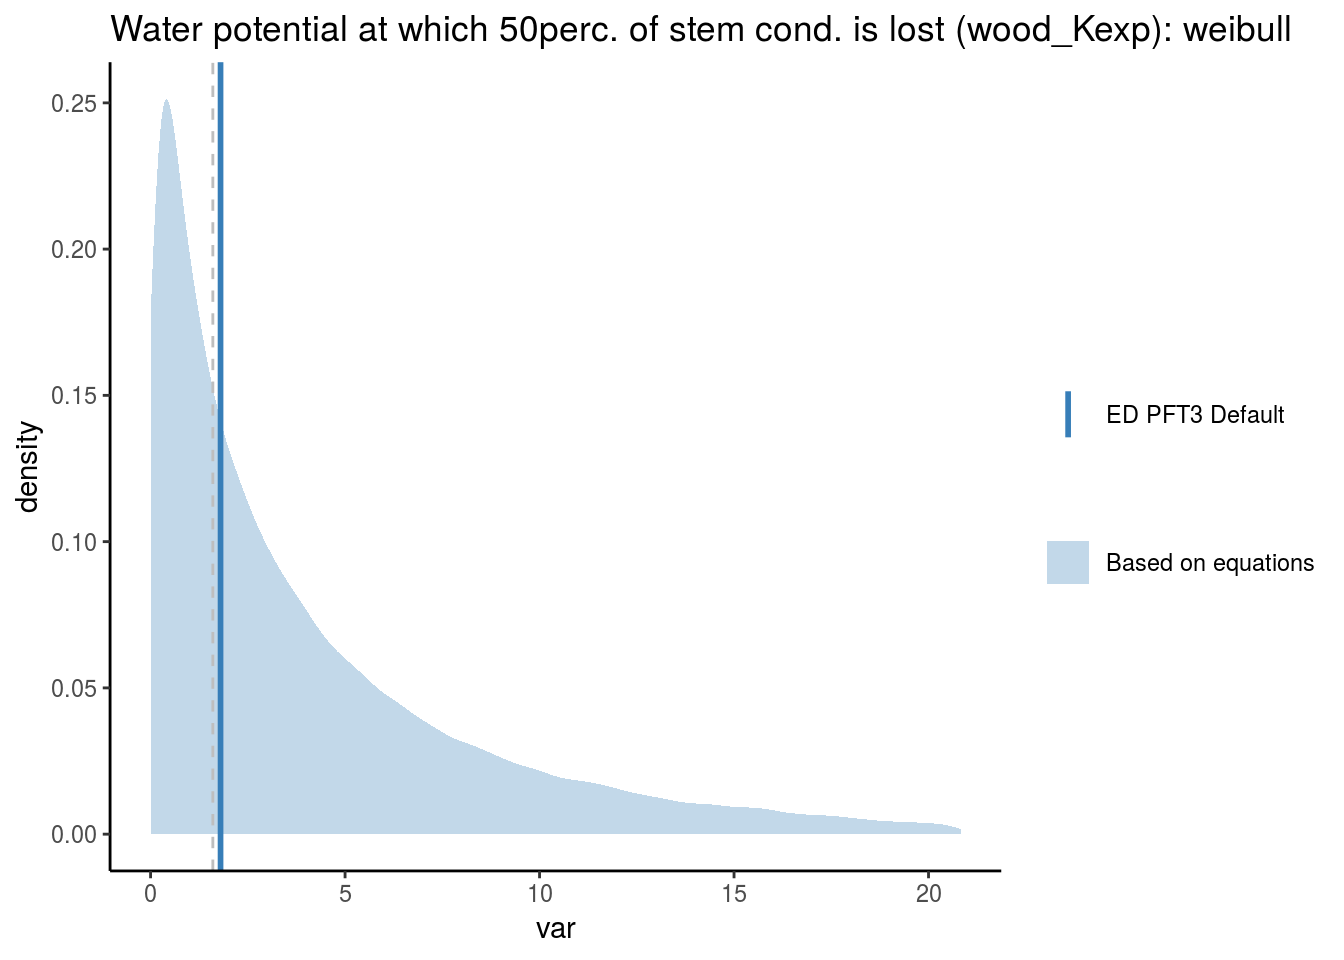 Water potential at which 50perc. of stem cond. is lost (wood_Kexp): weibull
0.25
0.20
0.15
0.10
0.05
0.00
density
0
5
10
15
20
var
ED PFT3 Default
Based on equations